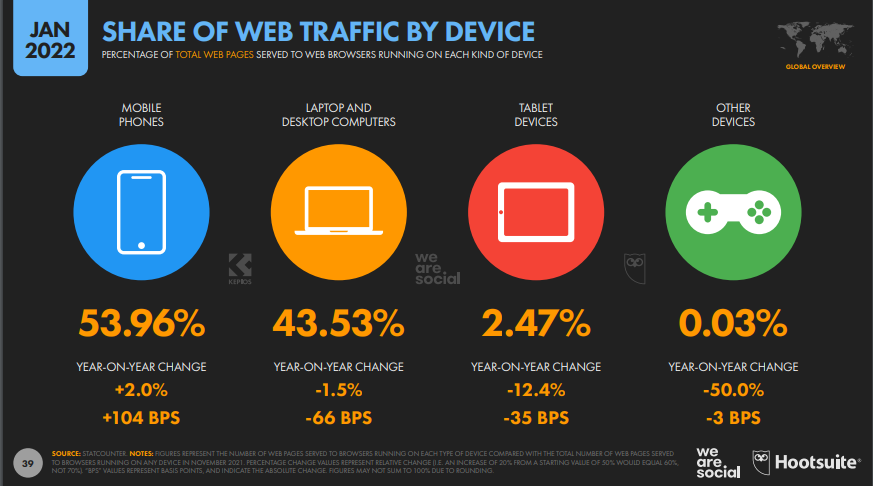 JAN
2022
SHARE OF WEB TRAFFIC BY DEVICE
PERCENTAGE OF TOTAL WEB PAGES SERVED TO WEB BROWSERS RUNNING ON EACH KIND OF DEVICE
GLOBAL OVERVIEW
MOBILE
PHONES
LAPTOP AND
DESKTOP COMPUTERS
TABLET
DEVICES
OTHER
DEVICES
KEPIOS
we
are
social
53.96%
43.53%
2.47%
0.03%
YEAR-ON-YEAR CHANGE
YEAR-ON-YEAR CHANGE
YEAR-ON-YEAR CHANGE
YEAR-ON-YEAR CHANGE
+2.0%
-1.5%
-12.4%
-50.0%
+104 BPS
-66 BPS
-35 BPS
-3 BPS
39
SOURCE: STATCOUNTER. NOTES: FIGURES REPRESENT THE NUMBER OF WEB PAGES SERVED TO BROWSERS RUNNING ON EACH TYPE OF DEVICE COMPARED WITH THE TOTAL NUMBER OF WEB PAGES SERVED
TO BROWSERS RUNNING ON ANY DEVICE IN NOVEMBER 2021. PERCENTAGE CHANGE VALUES REPRESENT RELATIVE CHANGE (I.E. AN INCREASE OF 20% FROM A STARTING VALUE OF 50% WOULD EQUAL 60%,
NOT 70%). "BPS" VALUES REPRESENT BASIS POINTS, AND INDICATE THE ABSOLUTE CHANGE. FIGURES MAY NOT SUM TO 100% DUE TO ROUNDING.
we
are
social
Hootsuite®